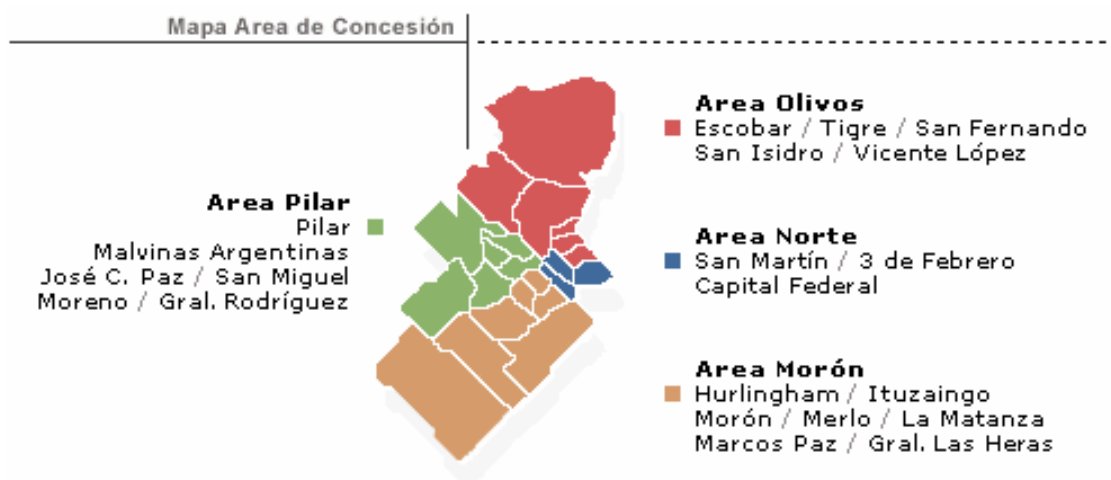 Mapa Area de Concesión
Area Olivos
Escobar / Tigre / San Fernando
San Isidro / Vicente López
Area Pilar
Pilar
Malvinas Argentinas
José C. Paz / San Miguel
Moreno / Gral. Rodríguez
Area Norte
San Martín / 3 de Febrero
Capital Federal
Area Morón
Hurlingham / Ituzaingo
Morón / Merlo / La Matanza
Marcos Paz / Gral. Las Heras